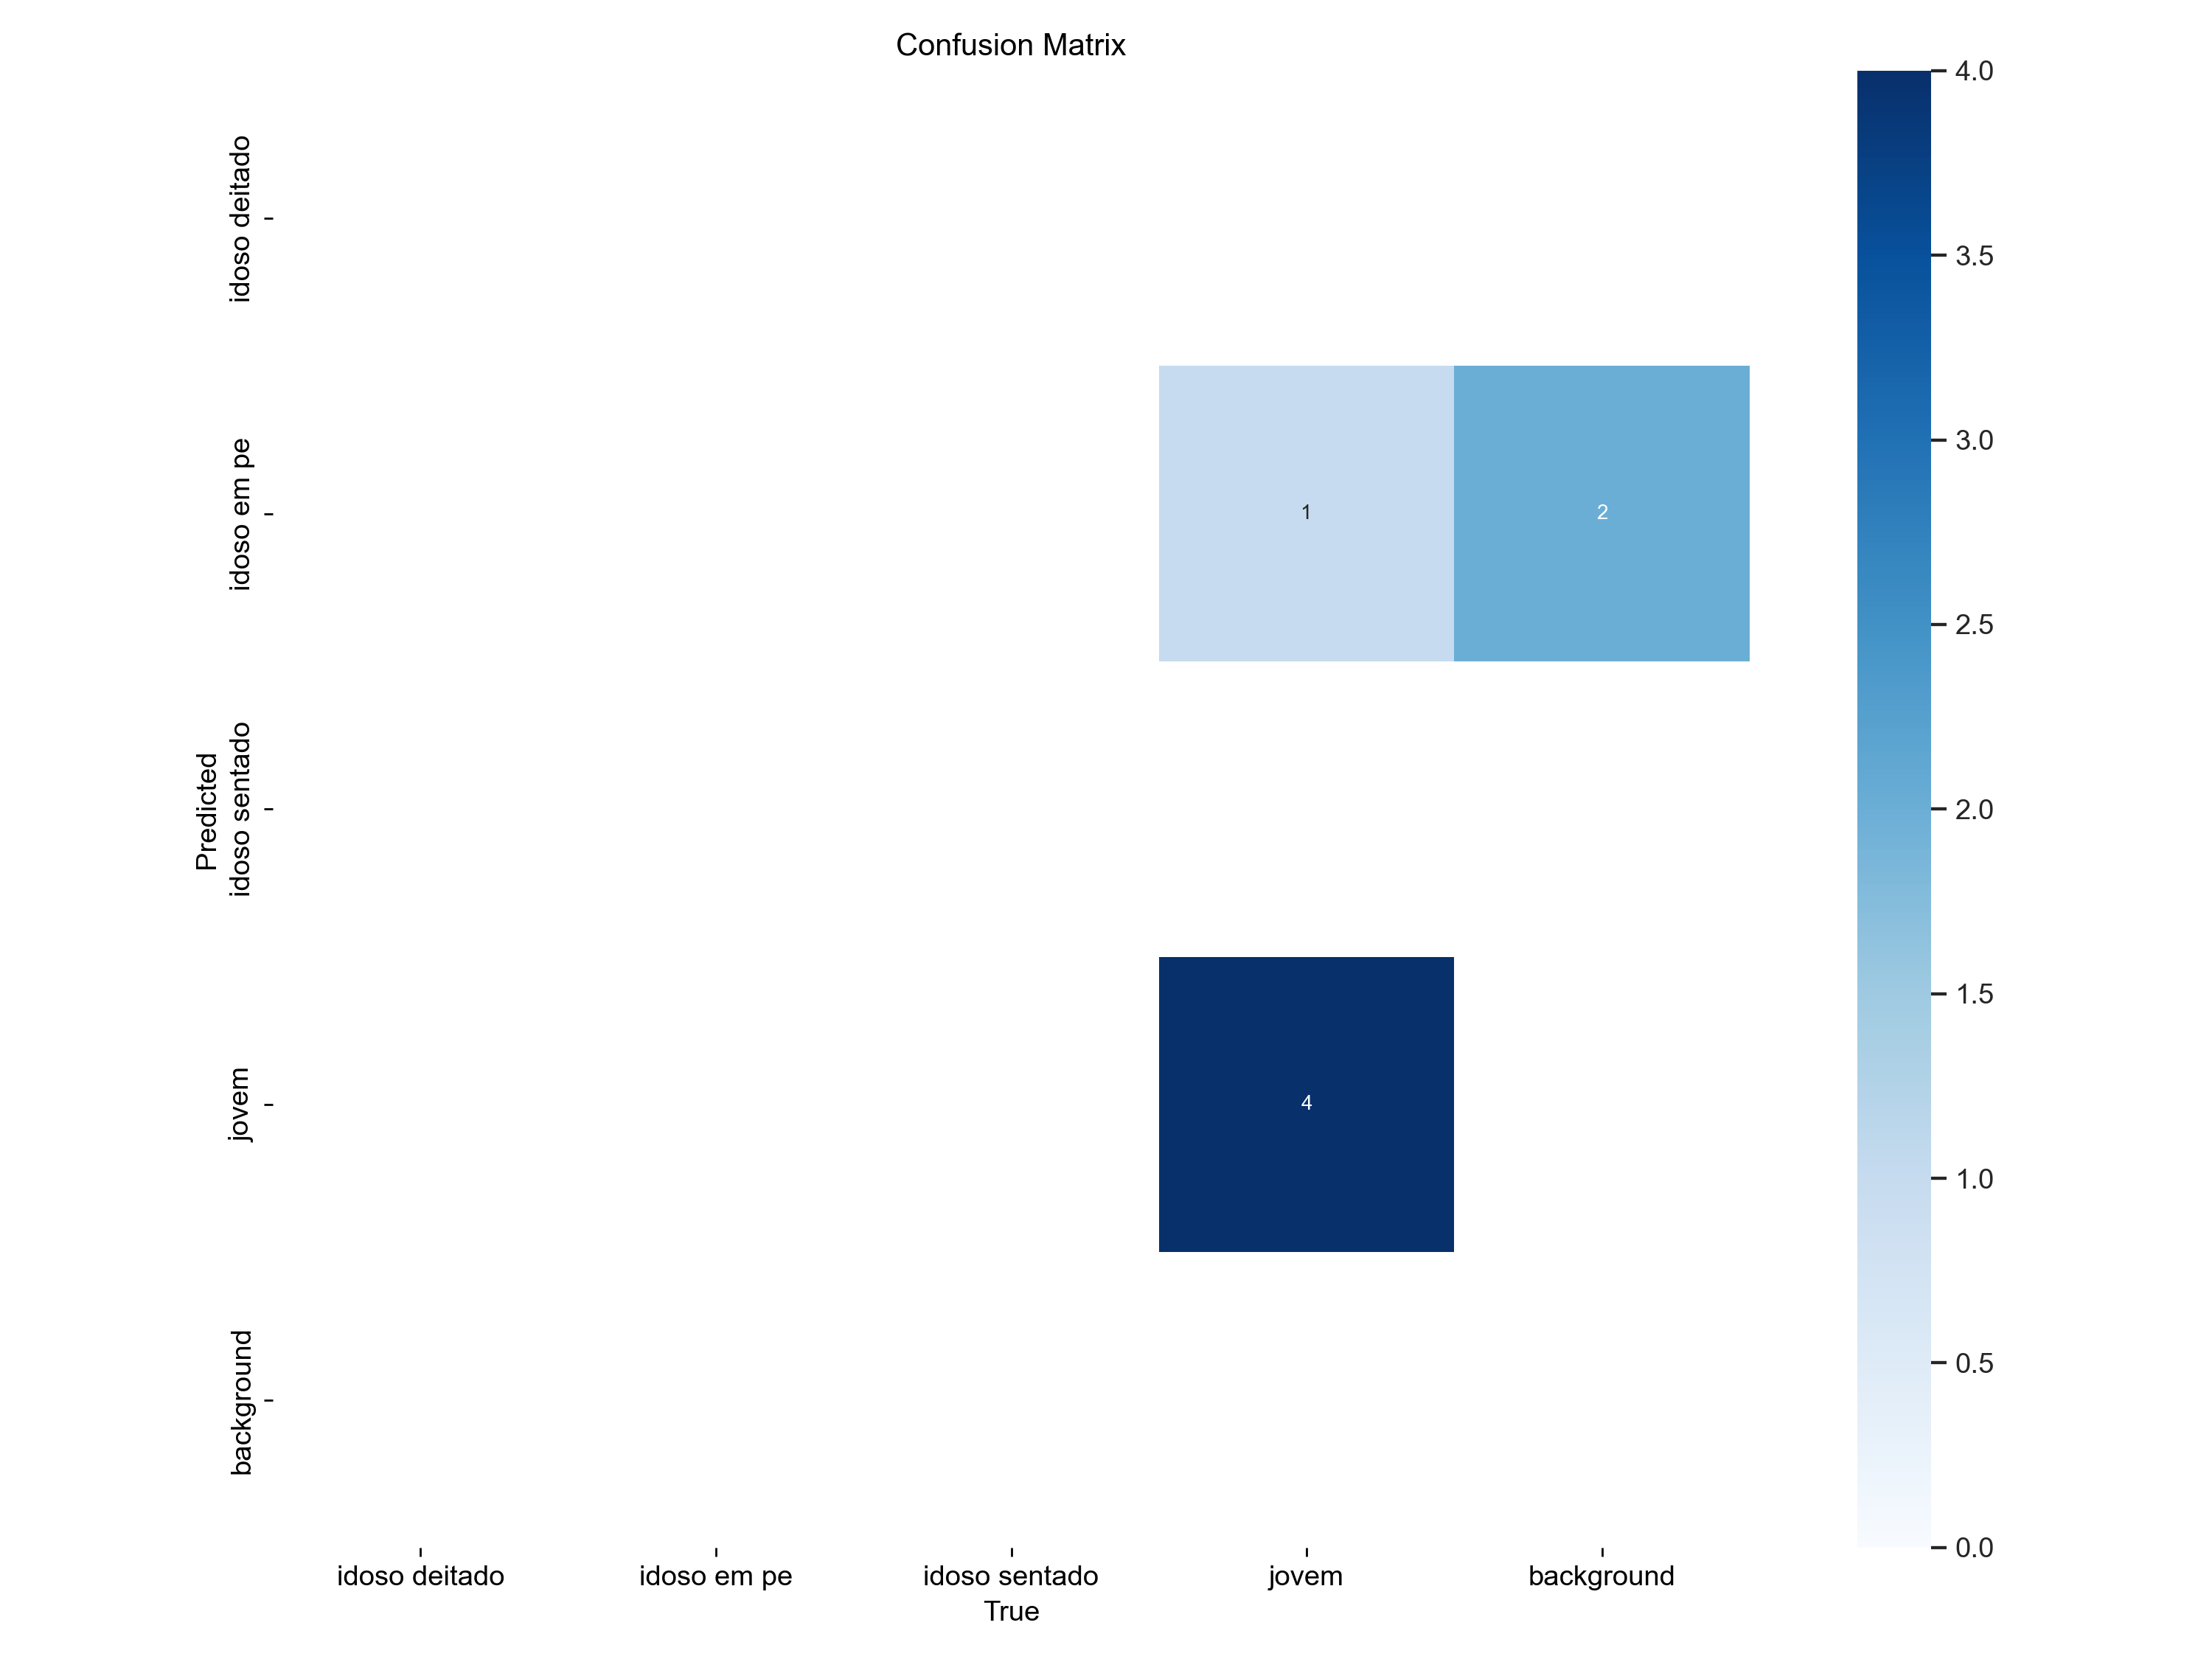 Confusion Matrix
idoso deitado
idoso em pe
idoso sentado
jovem
background
Predicted
1
2
4
idoso deitado
idoso em pe
idoso sentado
jovem
background
True
4.0
3.5
3.0
2.5
2.0
1.5
1.0
0.5
0.0